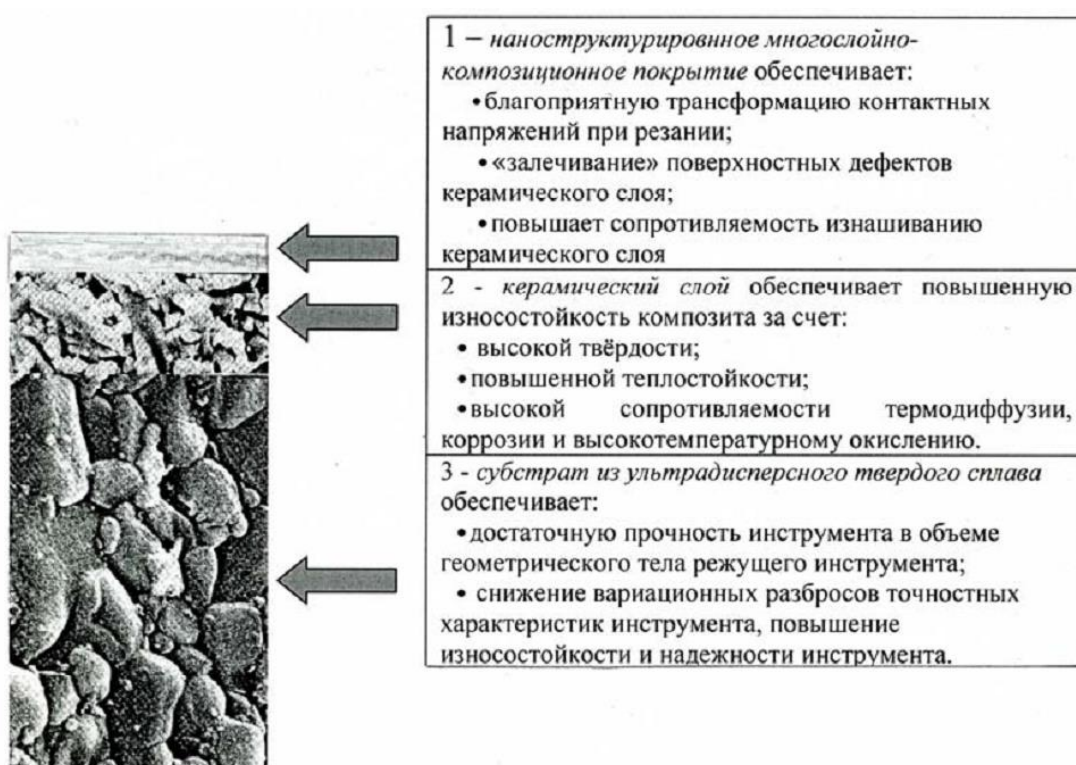 1 – наноструктурировнное многослойно-
композиционное покрытие обеспечивает:
•благоприятную трансформацию контактных
напряжений при резании;
•«залечивание» поверхностных дефектов
керамического слоя;
•повышает сопротивляемость изнашиванию
керамического слоя
2 - керамический слой обеспечивает повышенную
износостойкость композита за счет:
• высокой твёрдости;
•повышенной теплостойкости;
•высокой сопротивляемости термодиффузии,
коррозии и высокотемпературному окислению.
3 - субстрат из ультрадисперсного твердого сплава
обеспечивает:
•достаточную прочность инструмента в объеме
геометрического тела режущего инструмента;
• снижение вариационных разбросов точностных
характеристик инструмента, повышение
износостойкости и надежности инструмента.